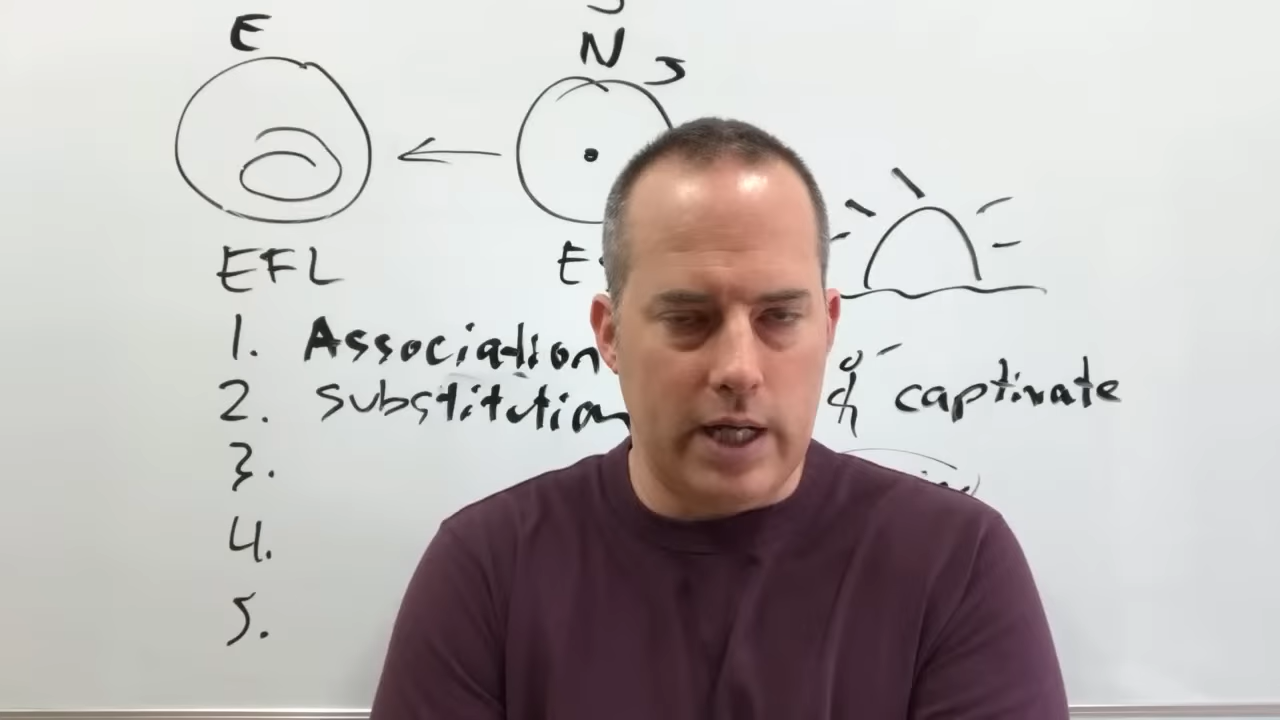 E
N
S
EFL
E
1. Association
2. substitution & captivate
3.
4.
5.